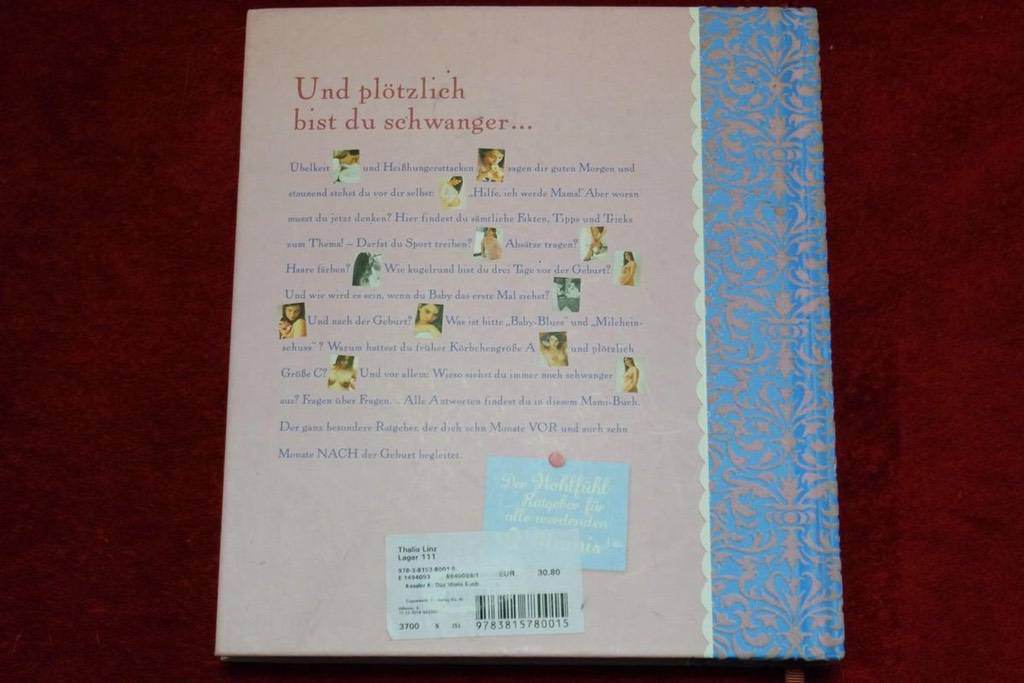 Und plötzlich
bist du schwanger...
Übelkeit und Heißhungerattacken sagen dir guten Morgen und
staunend stehst du vor dir selbst: „Hilfe, ich werde Mama!" Aber woran
musst du jetzt denken? Hier findest du sämtliche Fakten, Tipps und Tricks
zum Thema! – Darfst du Sport treiben? Absätze tragen?
Haare färben? Wie kugelrund bist du drei Tage vor der Geburt?
Und wie wird es sein, wenn du Baby das erste Mal siehst?
Und nach der Geburt? Was ist bitte „Baby-Blues" und „Milchein-
schuss"? Warum hattest du früher Körbchengröße A und plötzlich
Größe C? Und vor allem: Wieso siehst du immer noch schwanger
aus? Fragen über Fragen... Alle Antworten findest du in diesem Mami-Buch.
Der ganz besondere Ratgeber, der dich zehn Monate VOR und auch zehn
Monate NACH der Geburt begleitet.
Der Wohlfühl-
Ratgeber für
alle werdenden
Mamis!
Thalia Linz
Lager 111
EUR 30.80
3700
9783815780015